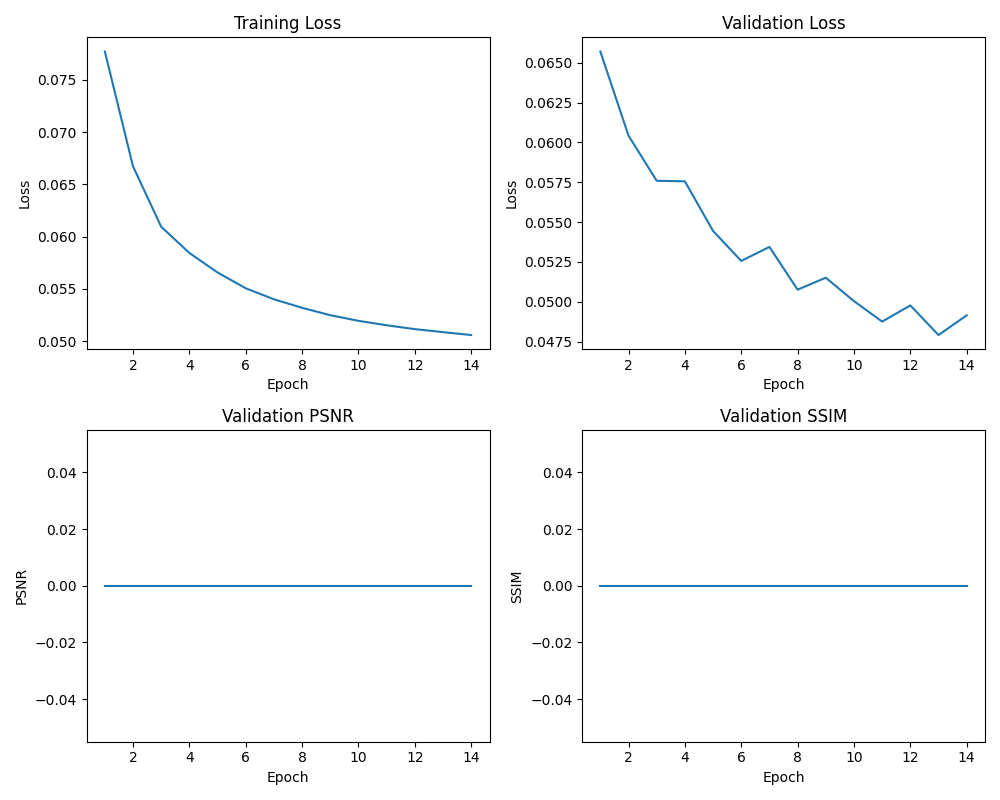 Training Loss
0.075
0.070
0.065
0.060
0.055
0.050
Loss
2 4 6 8 10 12 14
Epoch
Validation Loss
0.0650
0.0625
0.0600
0.0575
0.0550
0.0525
0.0500
0.0475
Loss
2 4 6 8 10 12 14
Epoch
Validation PSNR
0.04
0.02
0.00
−0.02
−0.04
PSNR
2 4 6 8 10 12 14
Epoch
Validation SSIM
0.04
0.02
0.00
−0.02
−0.04
SSIM
2 4 6 8 10 12 14
Epoch